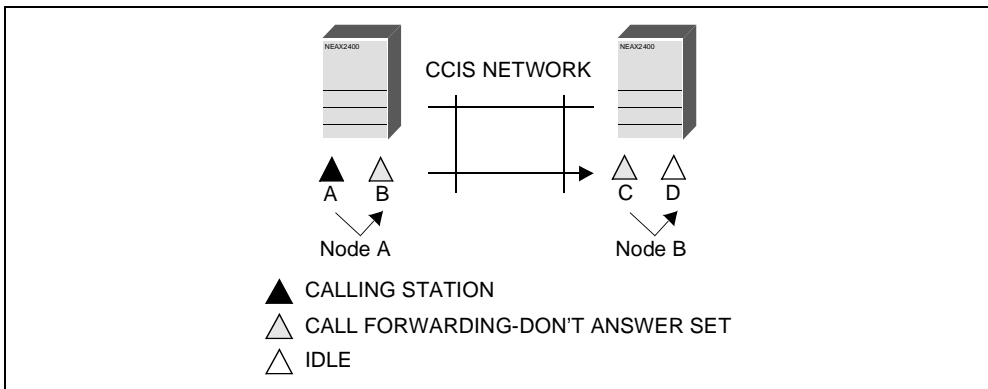 NEAX2400
NEAX2400
CCIS NETWORK
A B C D
Node A Node B
CALLING STATION
CALL FORWARDING-DON'T ANSWER SET
IDLE